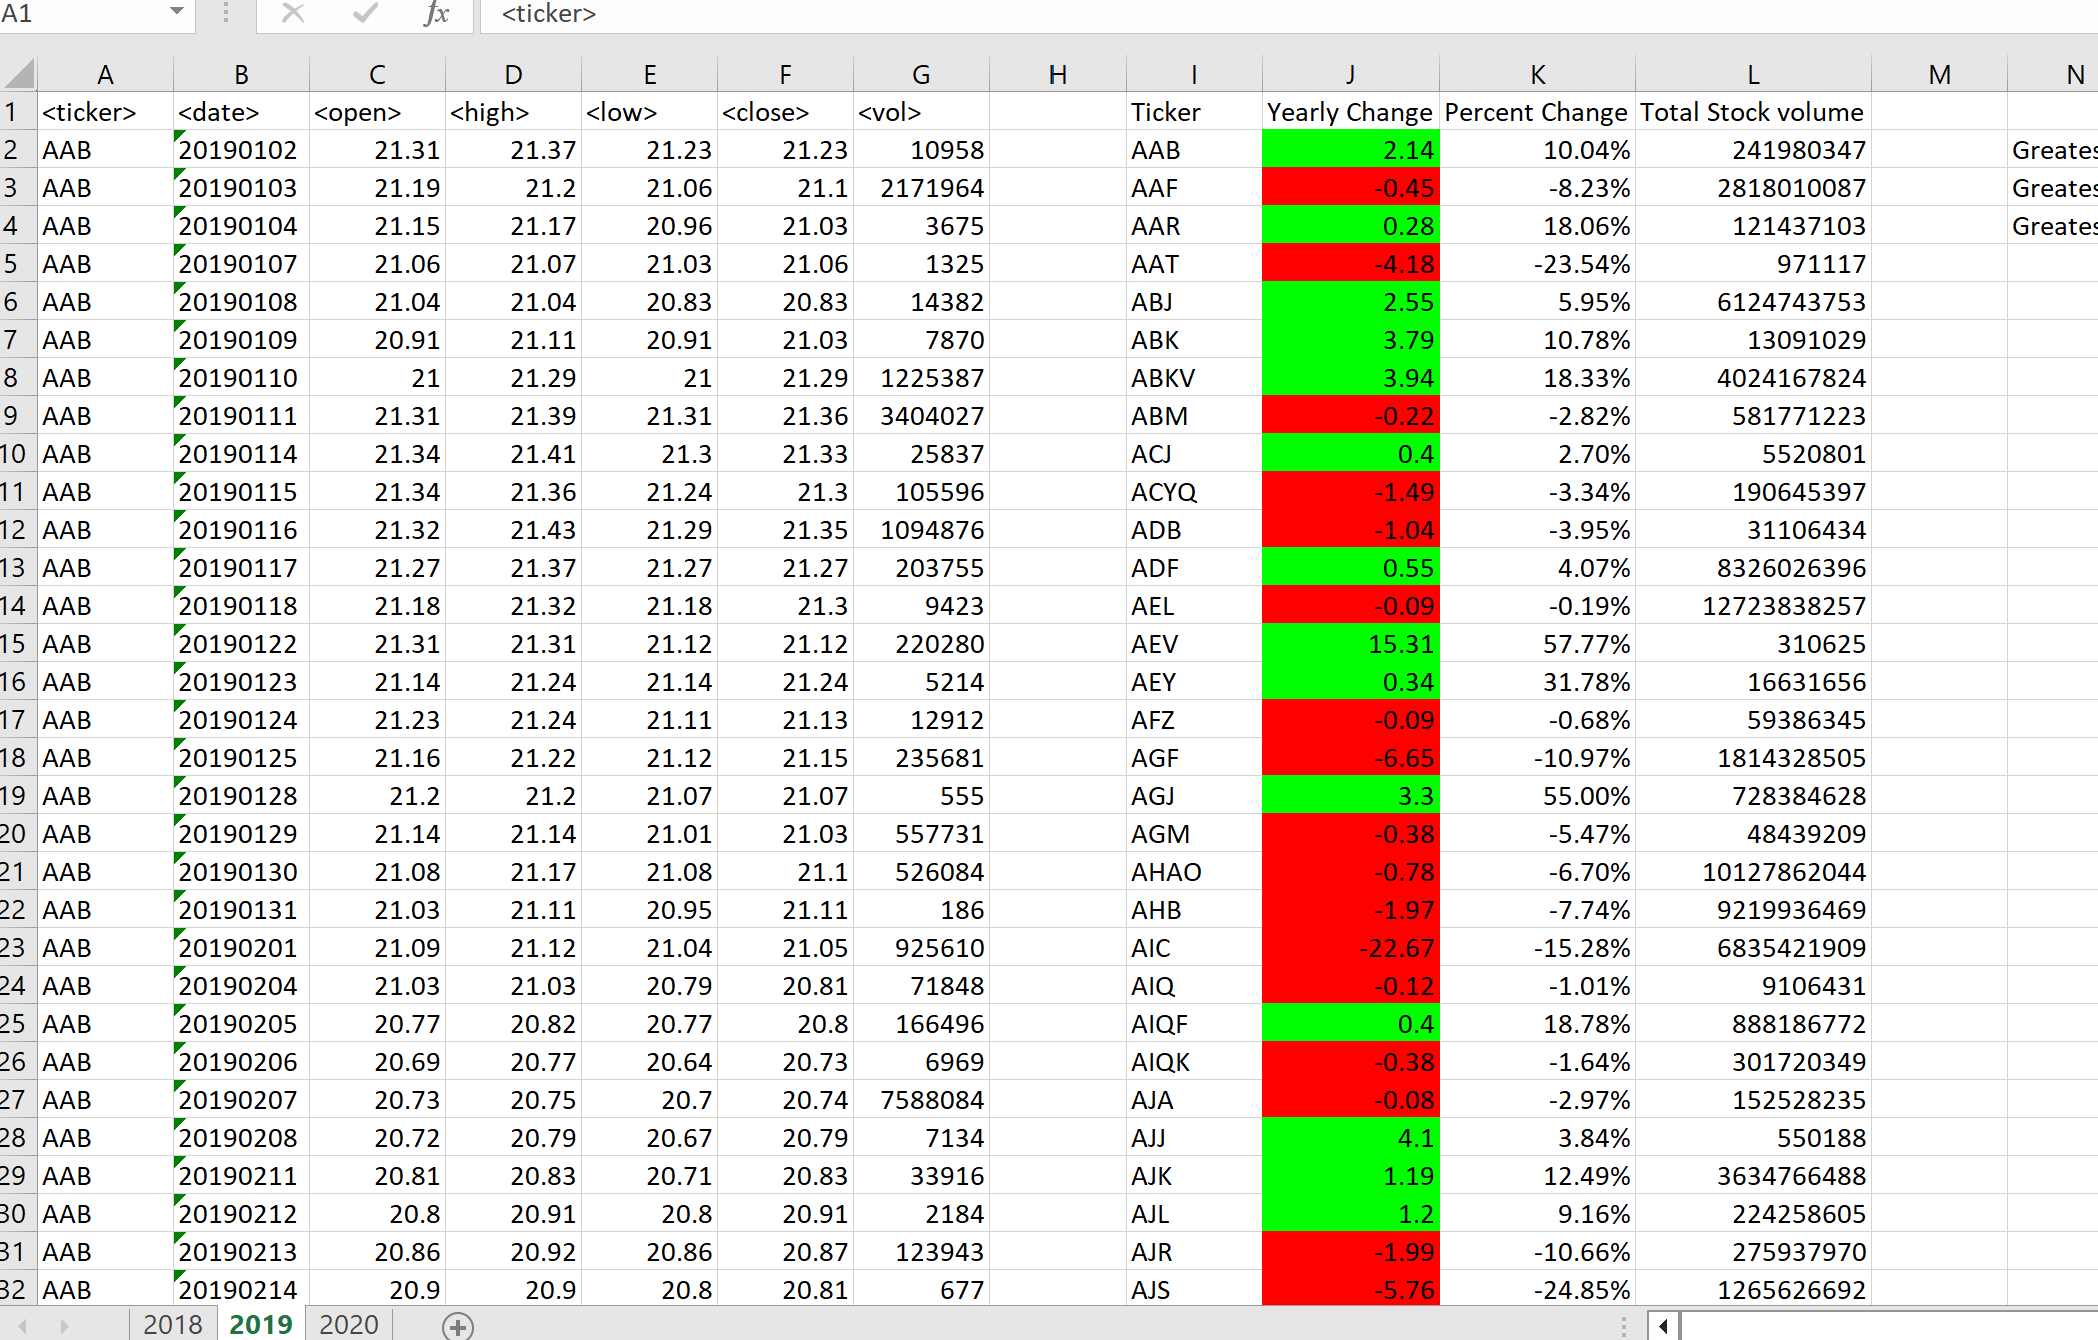 A1 fx <ticker>
A B C D E F G H I J K L M N
1 <ticker> <date> <open> <high> <low> <close> <vol> Ticker Yearly Change Percent Change Total Stock volume
2 AAB 20190102 21.31 21.37 21.23 21.23 10958 AAB 2.14 10.04% 241980347
3 AAB 20190103 21.19 21.2 21.06 21.1 2171964 AAF -0.45 -8.23% 2818010087
4 AAB 20190104 21.15 21.17 20.96 21.03 3675 AAR 0.28 18.06% 121437103
5 AAB 20190107 21.06 21.07 21.03 21.06 1325 AAT -4.18 -23.54% 971117
6 AAB 20190108 21.04 21.04 20.83 20.83 14382 ABJ 2.55 5.95% 6124743753
7 AAB 20190109 20.91 21.11 20.91 21.03 7870 ABK 3.79 10.78% 13091029
8 AAB 20190110 21 21.29 21 21.29 1225387 ABKV 3.94 18.33% 4024167824
9 AAB 20190111 21.31 21.39 21.31 21.36 3404027 ABM -0.22 -2.82% 581771223
10 AAB 20190114 21.34 21.41 21.3 21.33 25837 ACJ 0.4 2.70% 5520801
11 AAB 20190115 21.34 21.36 21.24 21.3 105596 ACYQ -1.49 -3.34% 190645397
12 AAB 20190116 21.32 21.43 21.29 21.35 1094876 ADB -1.04 -3.95% 31106434
13 AAB 20190117 21.27 21.37 21.27 21.27 203755 ADF 0.55 4.07% 8326026396
14 AAB 20190118 21.18 21.32 21.18 21.3 9423 AEL -0.09 -0.19% 12723838257
15 AAB 20190122 21.31 21.31 21.12 21.12 220280 AEV 15.31 57.77% 310625
16 AAB 20190123 21.14 21.24 21.14 21.24 5214 AEY 0.34 31.78% 16631656
17 AAB 20190124 21.23 21.24 21.11 21.13 12912 AFZ -0.09 -0.68% 59386345
18 AAB 20190125 21.16 21.22 21.12 21.15 235681 AGF -6.65 -10.97% 1814328505
19 AAB 20190128 21.2 21.2 21.07 21.07 555 AGJ 3.3 55.00% 728384628
20 AAB 20190129 21.14 21.14 21.01 21.03 557731 AGM -0.38 -5.47% 48439209
21 AAB 20190130 21.08 21.17 21.08 21.1 526084 AHAO -0.78 -6.70% 10127862044
22 AAB 20190131 21.03 21.11 20.95 21.11 186 AHB -1.97 -7.74% 9219936469
23 AAB 20190201 21.09 21.12 21.04 21.05 925610 AIC -22.67 -15.28% 6835421909
24 AAB 20190204 21.03 21.03 20.79 20.81 71848 AIQ -0.12 -1.01% 9106431
25 AAB 20190205 20.77 20.82 20.77 20.8 166496 AIQF 0.4 18.78% 888186772
26 AAB 20190206 20.69 20.77 20.64 20.73 6969 AIQK -0.38 -1.64% 301720349
27 AAB 20190207 20.73 20.75 20.7 20.74 7588084 AJA -0.08 -2.97% 152528235
28 AAB 20190208 20.72 20.79 20.67 20.79 7134 AJJ 4.1 3.84% 550188
29 AAB 20190211 20.81 20.83 20.71 20.83 33916 AJK 1.19 12.49% 3634766488
30 AAB 20190212 20.8 20.91 20.8 20.91 2184 AJL 1.2 9.16% 224258605
31 AAB 20190213 20.86 20.92 20.86 20.87 123943 AJR -1.99 -10.66% 275937970
32 AAB 20190214 20.9 20.9 20.8 20.81 677 AJS -5.76 -24.85% 1265626692
2018 2019 2020